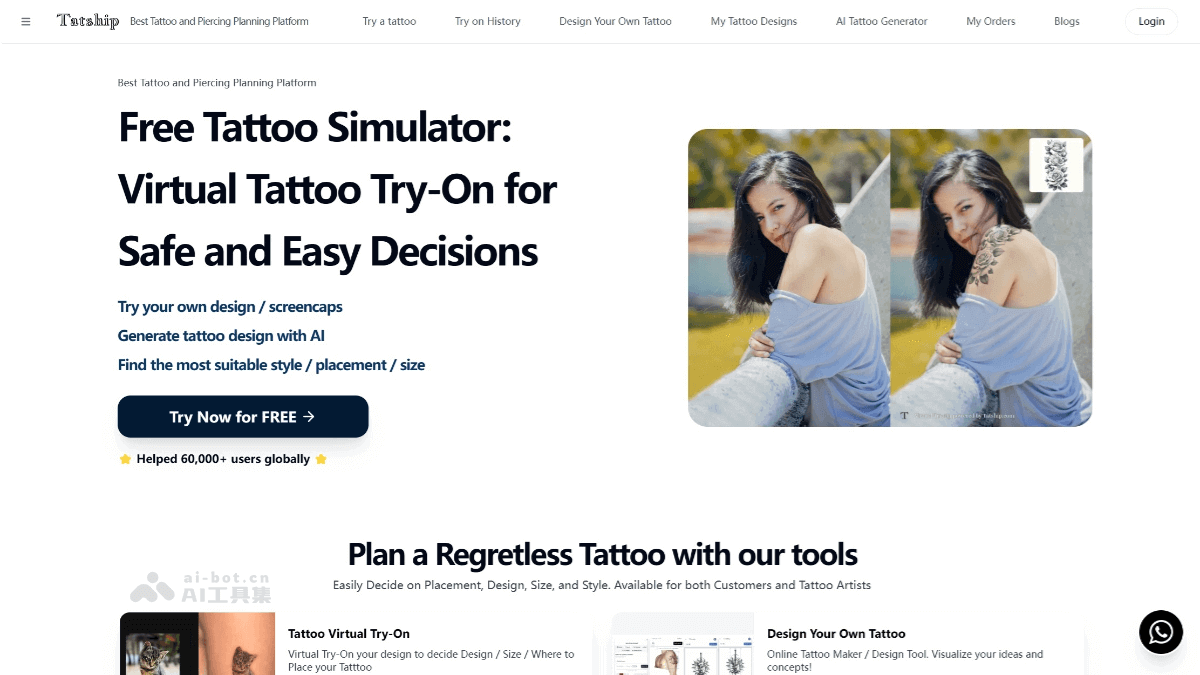 Tatship
Best Tattoo and Piercing Planning Platform
Try a tattoo
Try on History
Design Your Own Tattoo
My Tattoo Designs
AI Tattoo Generator
My Orders
Blogs
Login
Best Tattoo and Piercing Planning Platform
Free Tattoo Simulator:
Virtual Tattoo Try-On for
Safe and Easy Decisions
Try your own design / screencaps
Generate tattoo design with AI
Find the most suitable style / placement / size
Try Now for FREE →
Helped 60,000+ users globally
Plan a Regretless Tattoo with our tools
Easily Decide on Placement, Design, Size, and Style. Available for both Customers and Tattoo Artists
ai-bot.cn
AI工具集
Tattoo Virtual Try-On
Virtual Try-On your design to decide Design / Size / Where to
Place your Tatttoo
Design Your Own Tattoo
Online Tattoo Maker / Design Tool. Visualize your ideas and
concepts!